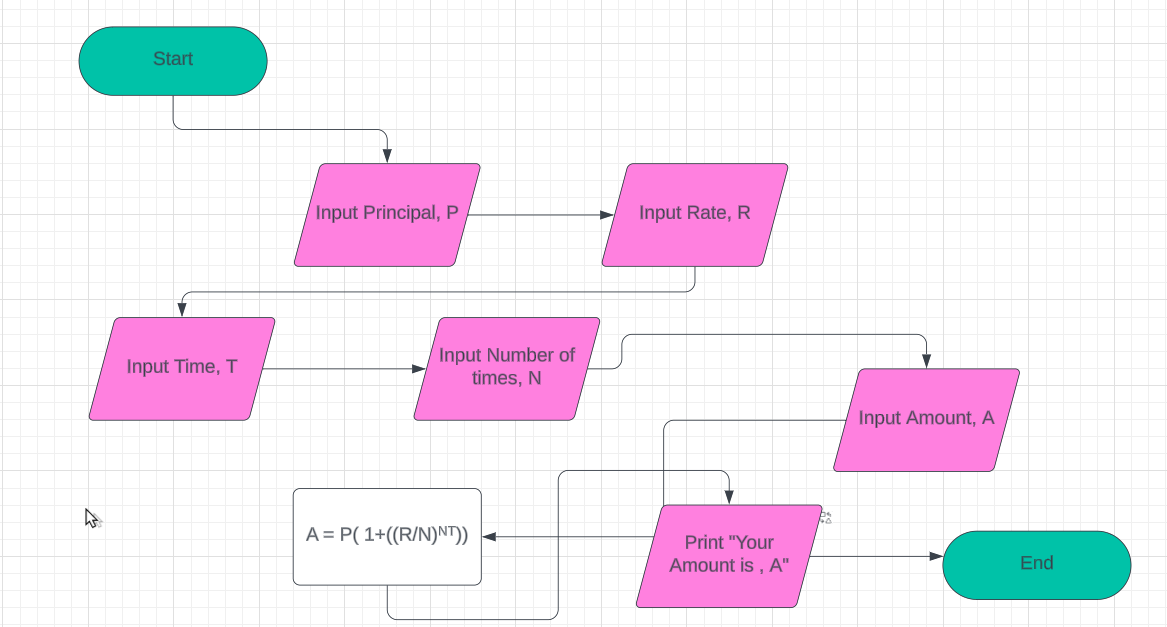 Start
Input Principal, P
Input Rate, R
Input Time, T
Input Number of
times, N
Input Amount, A
A = P( 1+((R/N)ᴺᵀ))
Print "Your
Amount is , A"
End